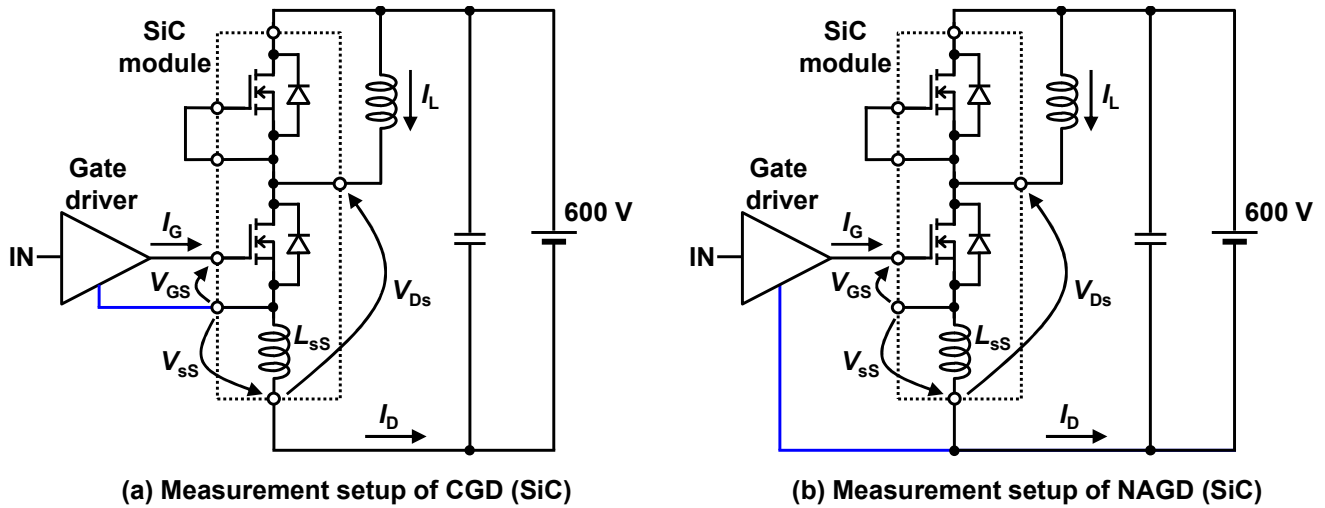 SiC
module
I_L
Gate
driver
I_G
600 V
IN
V_GS
V_Ds
L_sS
V_sS
I_D
(a) Measurement setup of CGD (SiC)
SiC
module
I_L
Gate
driver
I_G
600 V
IN
V_GS
V_Ds
L_sS
V_sS
I_D
(b) Measurement setup of NAGD (SiC)